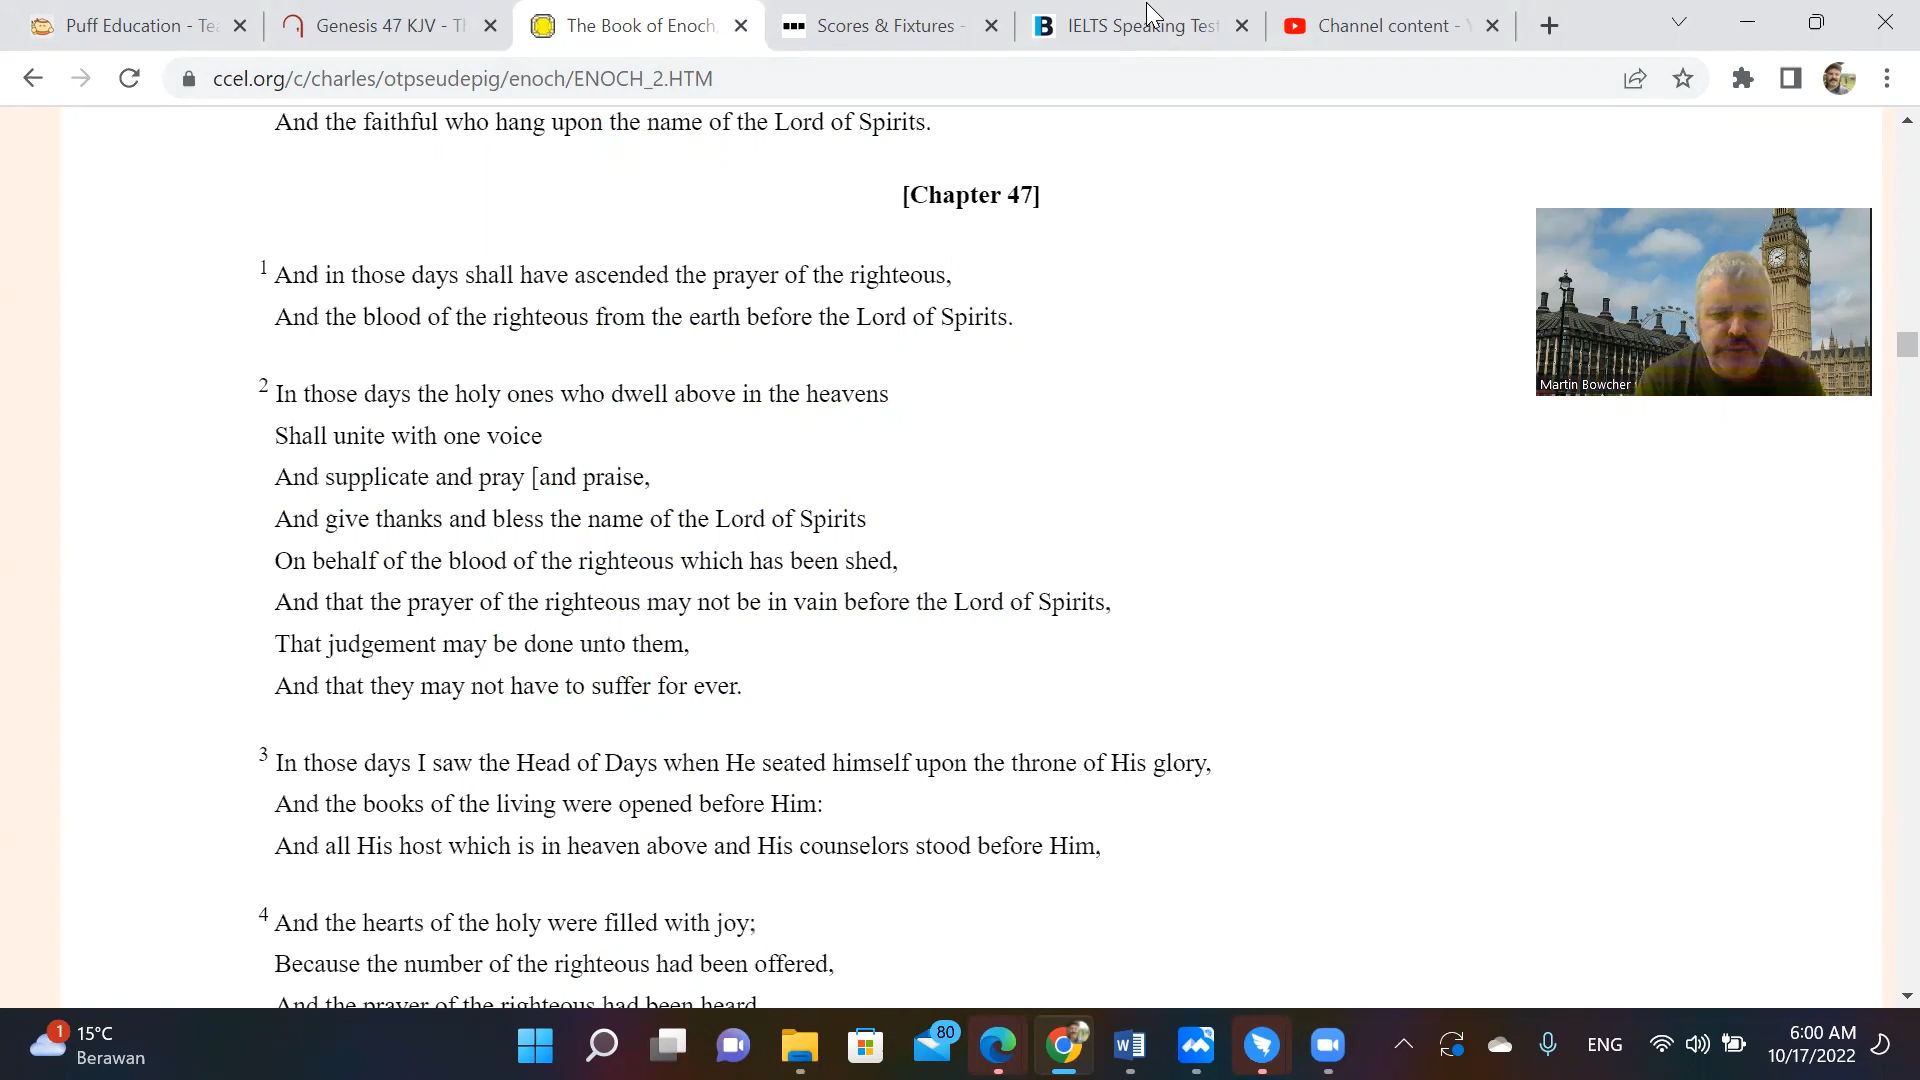 Puff Education - Tea
Genesis 47 KJV - Th
The Book of Enoch,
Scores & Fixtures -
IELTS Speaking Test
Channel content - Y
ccel.org/c/charles/otpseudepig/enoch/ENOCH_2.HTM
And the faithful who hang upon the name of the Lord of Spirits.
[Chapter 47]
1 And in those days shall have ascended the prayer of the righteous,
And the blood of the righteous from the earth before the Lord of Spirits.
2 In those days the holy ones who dwell above in the heavens
Shall unite with one voice
And supplicate and pray [and praise,
And give thanks and bless the name of the Lord of Spirits
On behalf of the blood of the righteous which has been shed,
And that the prayer of the righteous may not be in vain before the Lord of Spirits,
That judgement may be done unto them,
And that they may not have to suffer for ever.
3 In those days I saw the Head of Days when He seated himself upon the throne of His glory,
And the books of the living were opened before Him:
And all His host which is in heaven above and His counselors stood before Him,
4 And the hearts of the holy were filled with joy;
Because the number of the righteous had been offered,
And the prayer of the righteous had been heard
Martin Bowcher
1
15°C
Berawan
80
ENG
6:00 AM
10/17/2022